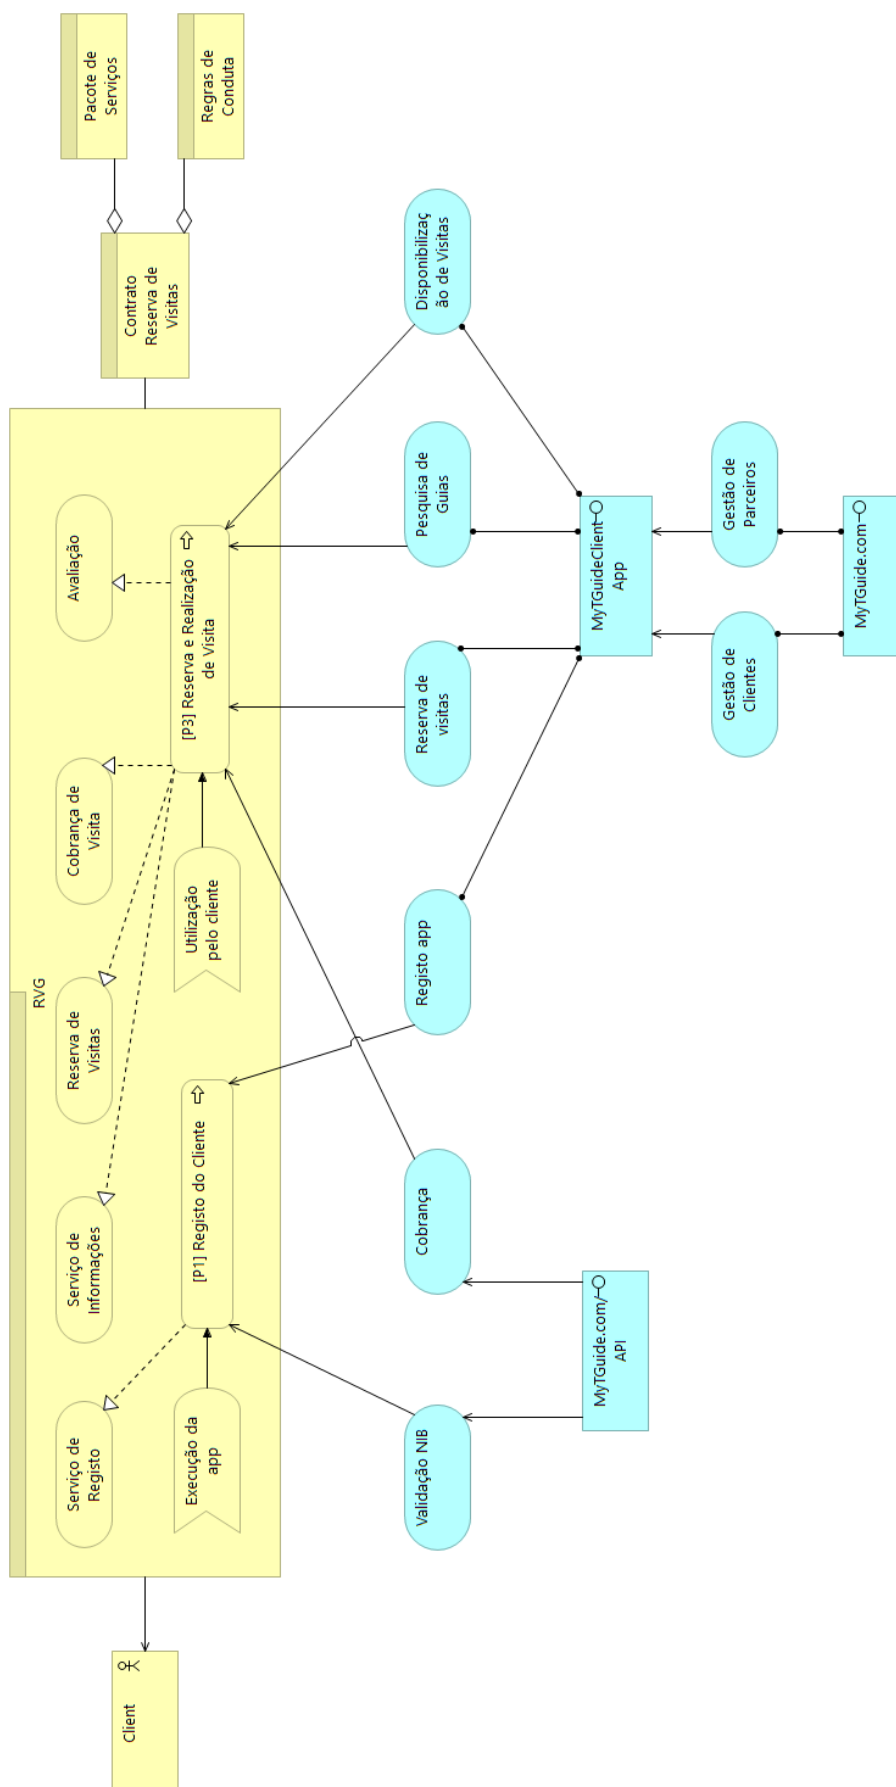 Client
RVG
Serviço de
Registo
Serviço de
Informações
Reserva de
Visitas
Cobrança de
Visita
Avaliação
Execução da
app
[P1] Registo do Cliente
Utilização
pelo cliente
[P3] Reserva e Realização
de Visita
Contrato
Reserva de
Visitas
Pacote de
Serviços
Regras de
Conduta
Validação NIB
Cobrança
Registo app
Reserva de
visitas
Pesquisa de
Guias
Disponibilizaç
ão de Visitas
MyTGuide.com/
API
MyTGuideClient
App
Gestão de
Clientes
Gestão de
Parceiros
MyTGuide.com